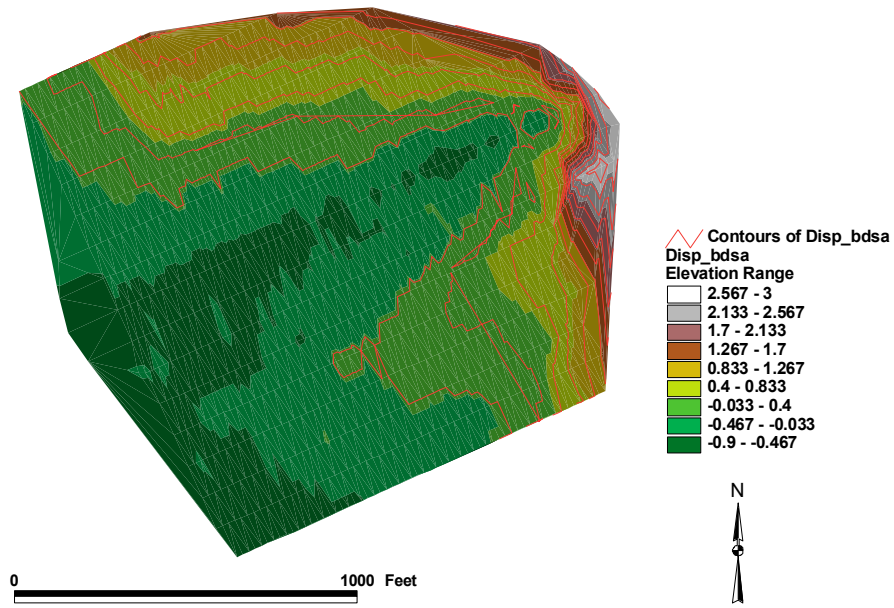 Contours of Disp_bdsa
Disp_bdsa
Elevation Range
2.567 - 3
2.133 - 2.567
1.7 - 2.133
1.267 - 1.7
0.833 - 1.267
0.4 - 0.833
-0.033 - 0.4
-0.467 - -0.033
-0.9 - -0.467
N
0 1000 Feet